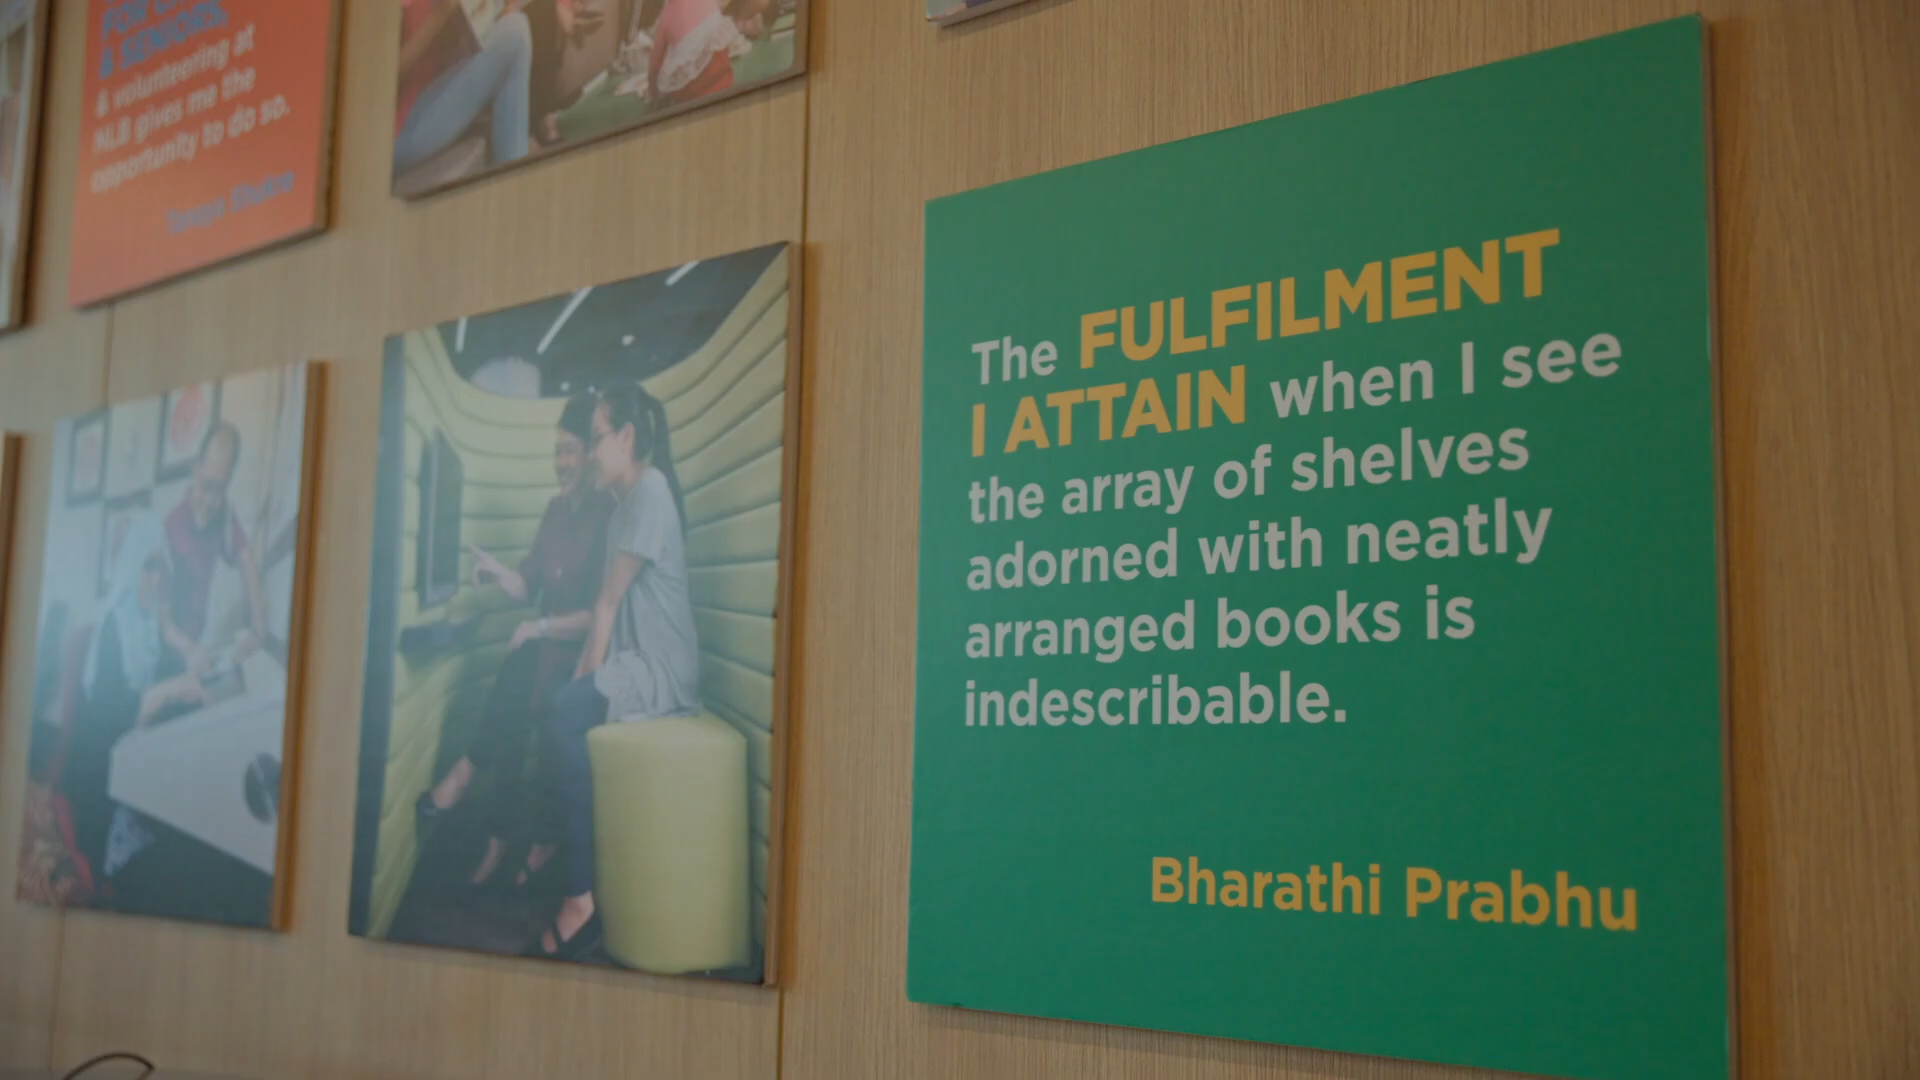 A SENIORS.
A volunteering at
NLB gives me the
opportunity to do so.
The FULFILMENT
I ATTAIN when I see
the array of shelves
adorned with neatly
arranged books is
indescribable.
Bharathi Prabhu